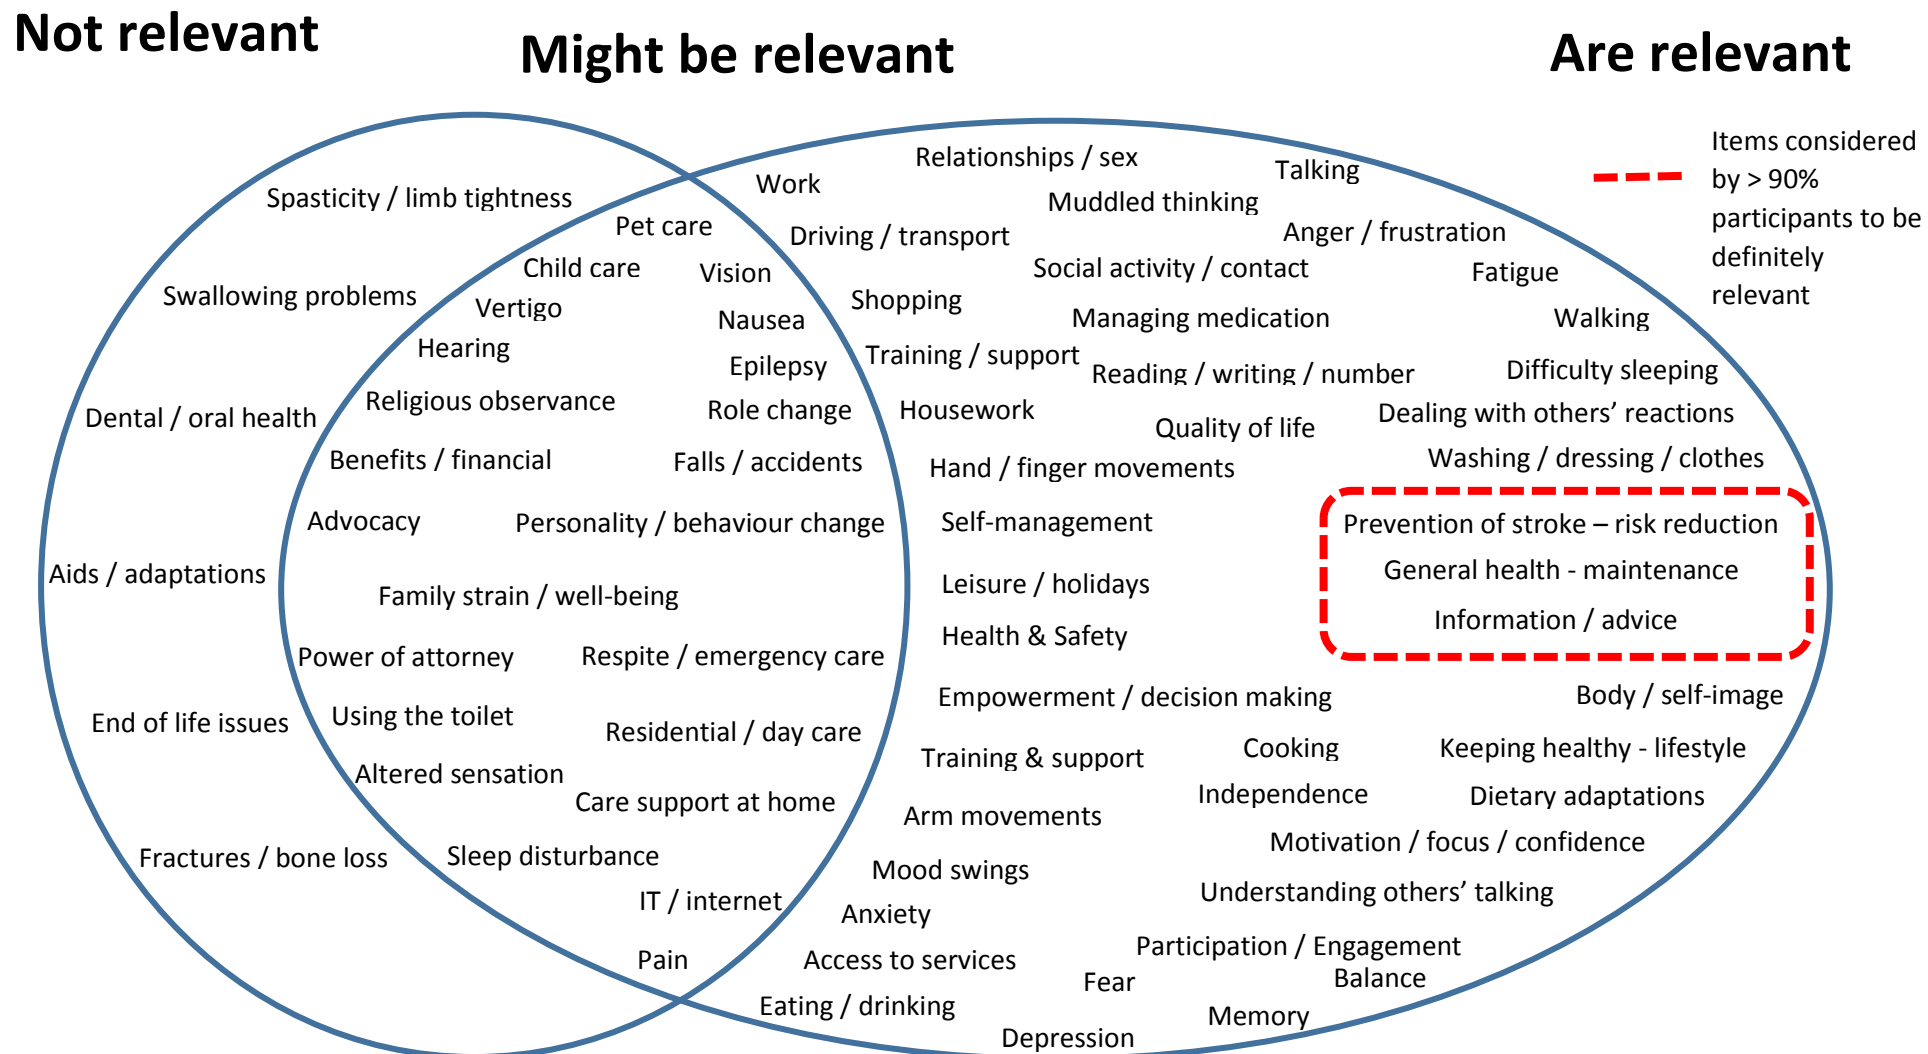 Not relevant
Might be relevant
Are relevant
Items considered
by > 90%
participants to be
definitely
relevant
Spasticity / limb tightness
Swallowing problems
Dental / oral health
Aids / adaptations
End of life issues
Fractures / bone loss
Pet care
Child care
Vision
Vertigo
Nausea
Hearing
Epilepsy
Religious observance
Role change
Benefits / financial
Falls / accidents
Advocacy
Personality / behaviour change
Family strain / well-being
Power of attorney
Respite / emergency care
Using the toilet
Residential / day care
Altered sensation
Care support at home
Sleep disturbance
IT / internet
Pain
Relationships / sex
Talking
Work
Muddled thinking
Driving / transport
Anger / frustration
Social activity / contact
Fatigue
Shopping
Managing medication
Walking
Training / support
Reading / writing / number
Difficulty sleeping
Housework
Quality of life
Dealing with others’ reactions
Hand / finger movements
Washing / dressing / clothes
Self-management
Prevention of stroke – risk reduction
General health - maintenance
Information / advice
Leisure / holidays
Health & Safety
Empowerment / decision making
Body / self-image
Training & support
Cooking
Keeping healthy - lifestyle
Independence
Dietary adaptations
Arm movements
Motivation / focus / confidence
Mood swings
Understanding others’ talking
Anxiety
Participation / Engagement
Access to services
Balance
Fear
Eating / drinking
Memory
Depression